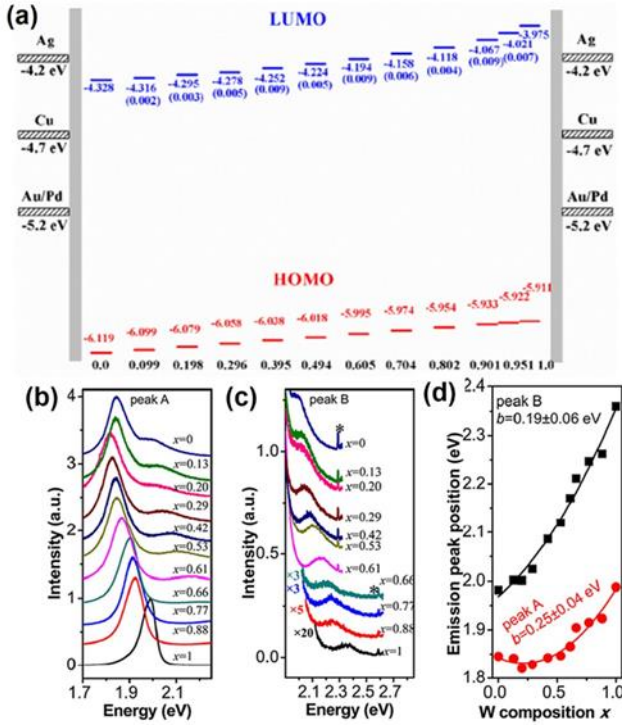 (a)
LUMO
Ag
-4.2 eV
Cu
-4.7 eV
Au/Pd
-5.2 eV
-4.328
-4.316
(0.002)
-4.295
(0.003)
-4.278
(0.005)
-4.252
(0.009)
-4.224
(0.005)
-4.194
(0.009)
-4.158
(0.006)
-4.118
(0.004)
-4.067
(0.009)
-4.021
(0.007)
-3.975
Ag
-4.2 eV
Cu
-4.7 eV
Au/Pd
-5.2 eV
HOMO
-6.119
-6.099
-6.079
-6.058
-6.038
-6.018
-5.995
-5.974
-5.954
-5.933
-5.922
-5.911
0.0 0.099 0.198 0.296 0.395 0.494 0.605 0.704 0.802 0.901 0.951 1.0
(b)
peak A
Intensity (a.u.)
4
3
2
1
0
x=0
x=0.13
x=0.20
x=0.29
x=0.42
x=0.53
x=0.61
x=0.66
x=0.77
x=0.88
x=1
1.7 1.9 2.1
Energy (eV)
(c)
peak B
Intensity (a.u.)
1.0
0.5
0.0
*
x=0
x=0.13
x=0.20
x=0.29
x=0.42
x=0.53
x=0.61
×3 x=0.66
*
×3 x=0.77
×5 x=0.88
×20 x=1
2.1 2.3 2.5 2.7
Energy (eV)
(d)
Emission peak position (eV)
2.4
2.3
2.2
2.1
2.0
1.9
1.8
peak B
b=0.19±0.06 eV
peak A
b=0.25±0.04 eV
0.0 0.5 1.0
W composition x